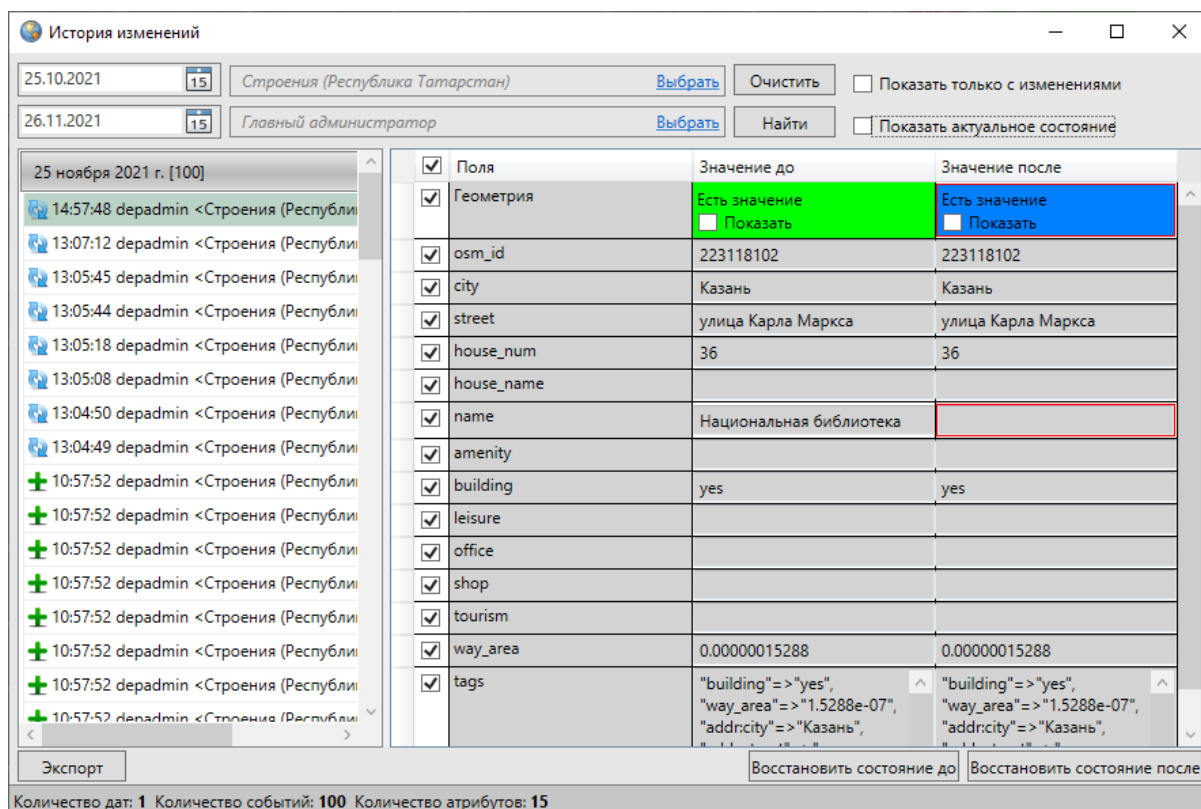 История изменений
25.10.2021 15 Строения (Республика Татарстан) Выбрать Очистить Показать только с изменениями
26.11.2021 15 Главный администратор Выбрать Найти Показать актуальное состояние
25 ноября 2021 г. [100]
14:57:48 depadmin <Строения (Республи
13:07:12 depadmin <Строения (Республи
13:05:45 depadmin <Строения (Республи
13:05:44 depadmin <Строения (Республи
13:05:18 depadmin <Строения (Республи
13:05:08 depadmin <Строения (Республи
13:04:50 depadmin <Строения (Республи
13:04:49 depadmin <Строения (Республи
10:57:52 depadmin <Строения (Республи
10:57:52 depadmin <Строения (Республи
10:57:52 depadmin <Строения (Республи
10:57:52 depadmin <Строения (Республи
10:57:52 depadmin <Строения (Республи
10:57:52 depadmin <Строения (Республи
10:57:52 depadmin <Строения (Республи
10:57:52 depadmin <Строения (Республи
Поля Значение до Значение после
Геометрия Есть значение Есть значение
Показать Показать
osm_id 223118102 223118102
city Казань Казань
street улица Карла Маркса улица Карла Маркса
house_num 36 36
house_name
name Национальная библиотека
amenity
building yes yes
leisure
office
shop
tourism
way_area 0.00000015288 0.00000015288
tags "building"=>"yes", "building"=>"yes",
"way_area"=>"1.5288e-07", "way_area"=>"1.5288e-07",
"addr:city"=>"Казань", "addr:city"=>"Казань",
Экспорт Восстановить состояние до Восстановить состояние после
Количество дат: 1 Количество событий: 100 Количество атрибутов: 15